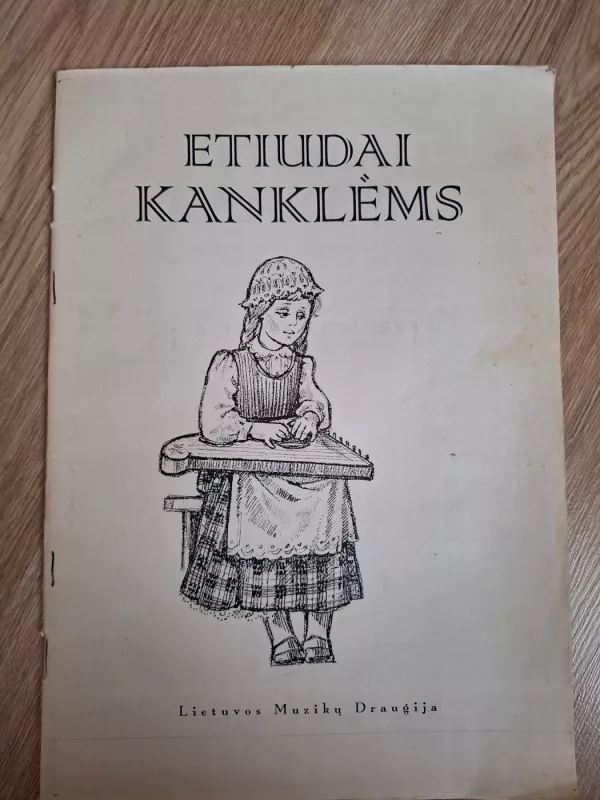 ETIUDAI
KANKLĖMS
Lietuvos Muzikų Draugija